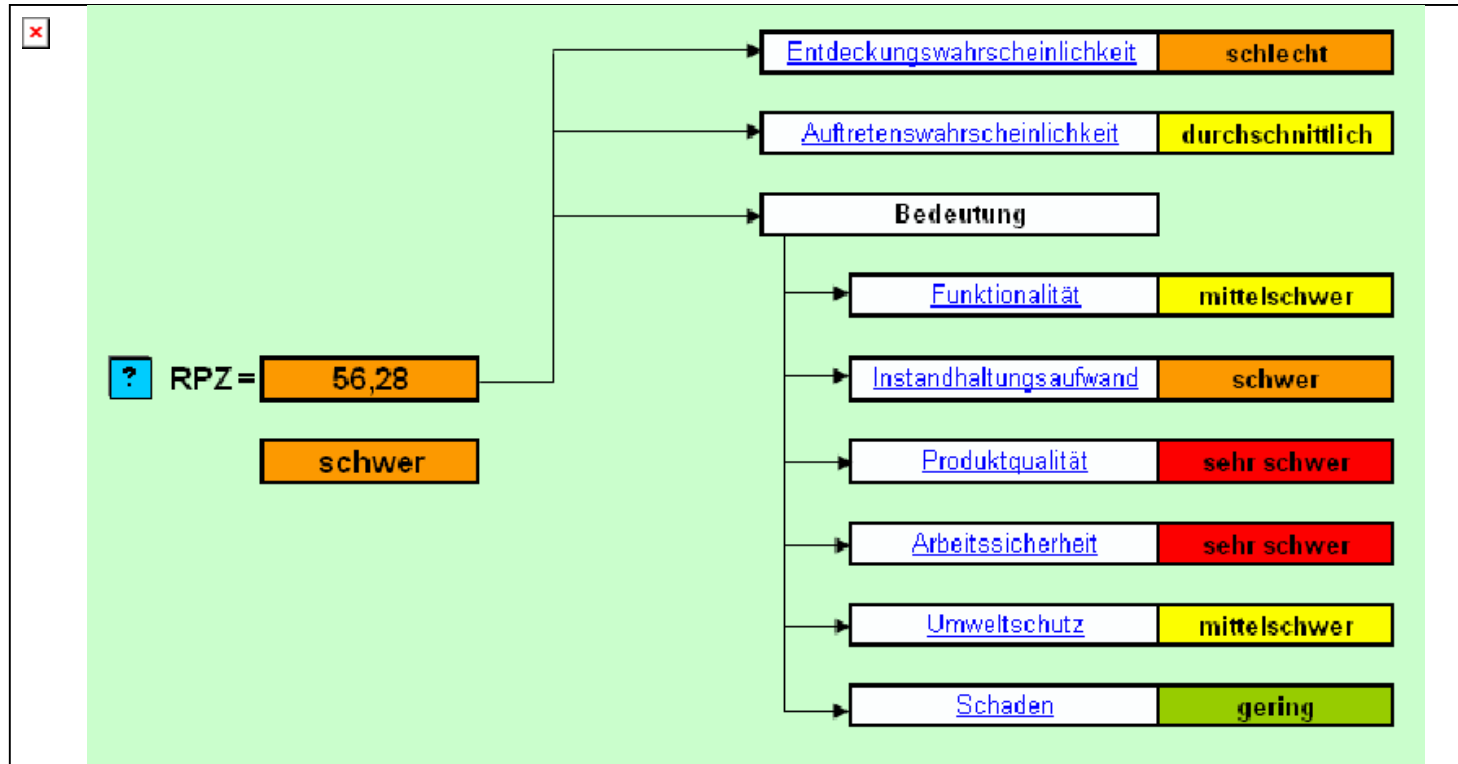 Entdeckungswahrscheinlichkeit schlecht
Auftretenswahrscheinlichkeit durchschnittlich
Bedeutung
Funktionalität mittelschwer
? RPZ= 56,28
Instandhaltungsaufwand schwer
schwer
Produktqualität sehr schwer
Arbeitssicherheit sehr schwer
Umweltschutz mittelschwer
Schaden gering